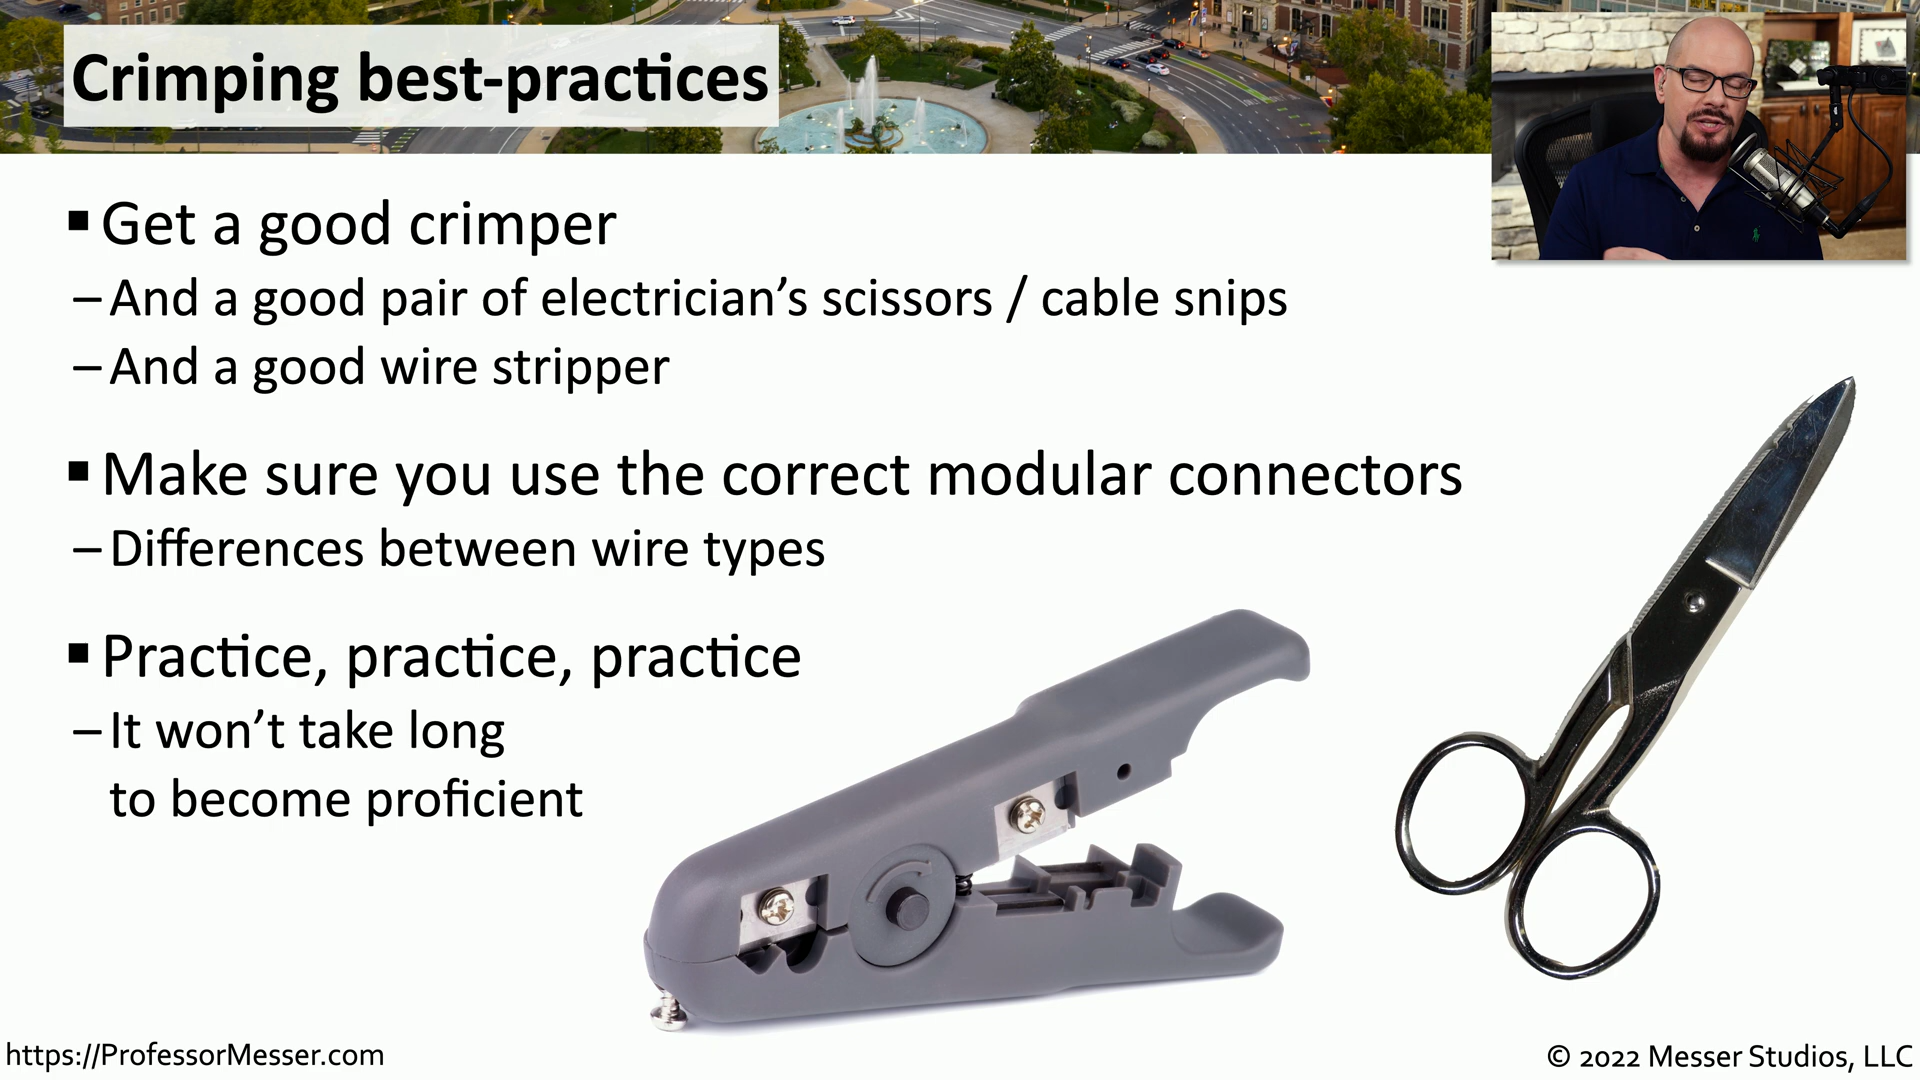 Crimping best-practices
▪ Get a good crimper
– And a good pair of electrician’s scissors / cable snips
– And a good wire stripper
▪ Make sure you use the correct modular connectors
– Differences between wire types
▪ Practice, practice, practice
– It won’t take long
to become proficient
https://ProfessorMesser.com
© 2022 Messer Studios, LLC